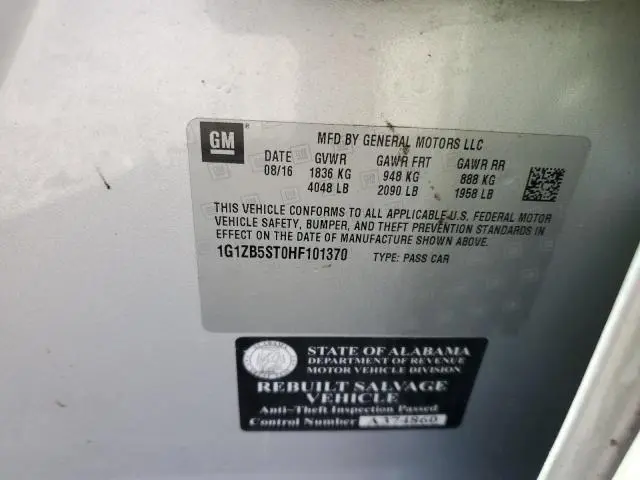 GM ®
MFD BY GENERAL MOTORS LLC
DATE GVWR GAWR FRT GAWR RR
08/16 1836 KG 948 KG 888 KG
4048 LB 2090 LB 1958 LB
THIS VEHICLE CONFORMS TO ALL APPLICABLE U.S. FEDERAL MOTOR
VEHICLE SAFETY, BUMPER, AND THEFT PREVENTION STANDARDS IN
EFFECT ON THE DATE OF MANUFACTURE SHOWN ABOVE.
1G1ZB5ST0HF101370 TYPE: PASS CAR
STATE OF ALABAMA
DEPARTMENT OF REVENUE
MOTOR VEHICLE DIVISION
REBUILT SALVAGE
VEHICLE
Anti-Theft Inspection Passed
Control Number A374860